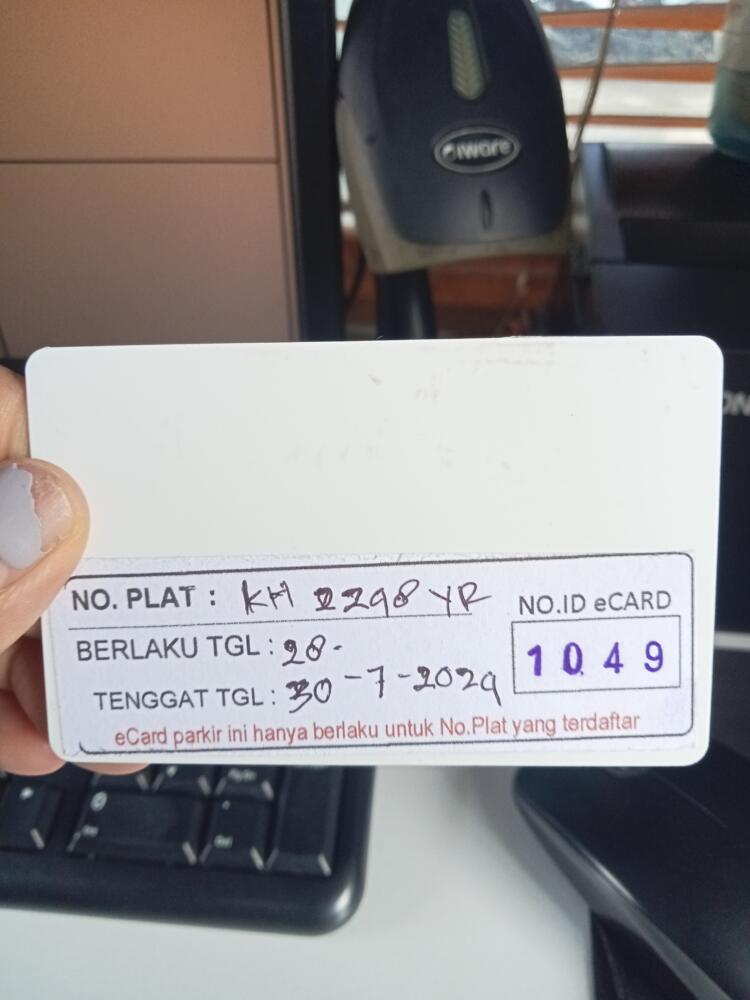 iware
NO. PLAT : KH 2298 YR
NO.ID eCARD
BERLAKU TGL : 28-
1049
TENGGAT TGL : 30-7-2024
eCard parkir ini hanya berlaku untuk No.Plat yang terdaftar